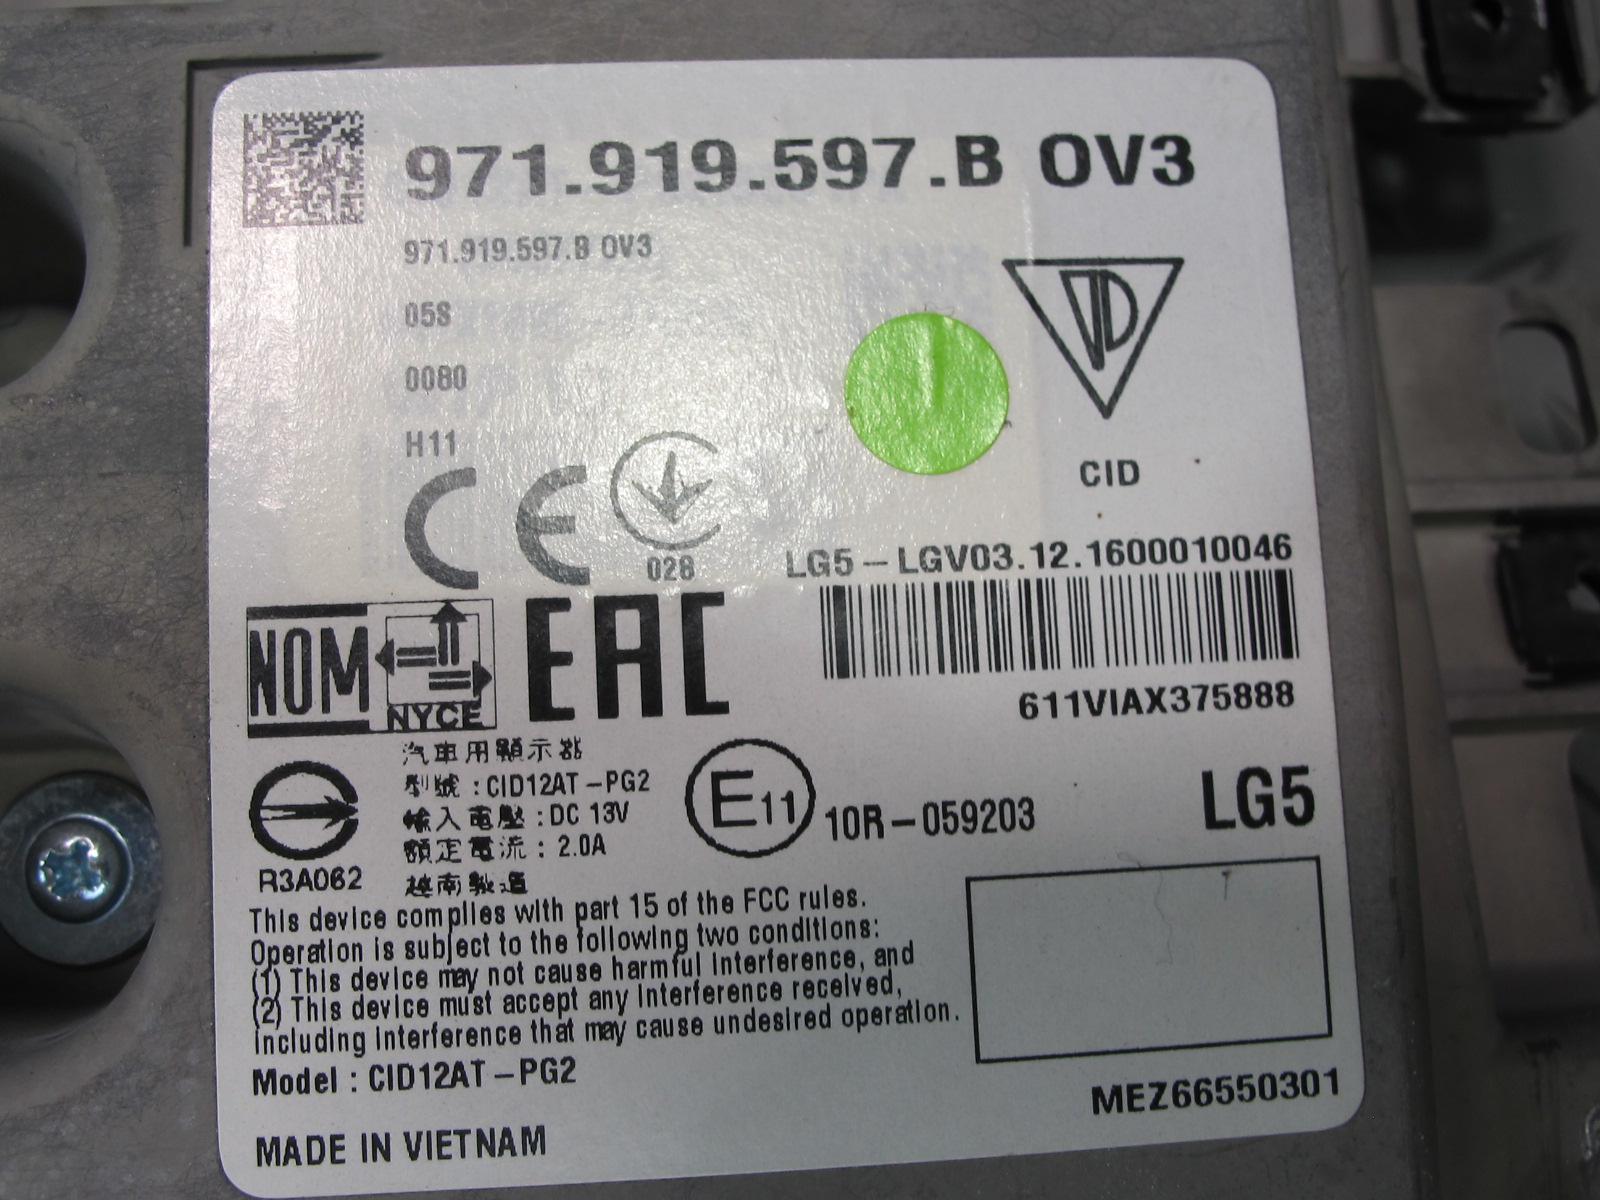 971.919.597.B OV3
971.919.597.B OV3
05S
0080
H11
CID
CE
028
LG5-LGV03.12.1600010046
NOM
NYCE
EAC
611VIAX375888
汽車用顯示器
型號:CID12AT-PG2
輸入電壓:DC 13V
額定電流:2.0A
越南製造
R3A062
E11
10R-059203
LG5
This device complies with part 15 of the FCC rules.
Operation is subject to the following two conditions:
(1) This device may not cause harmful interference, and
(2) This device must accept any interference received,
including interference that may cause undesired operation.
Model : CID12AT-PG2
MEZ66550301
MADE IN VIETNAM